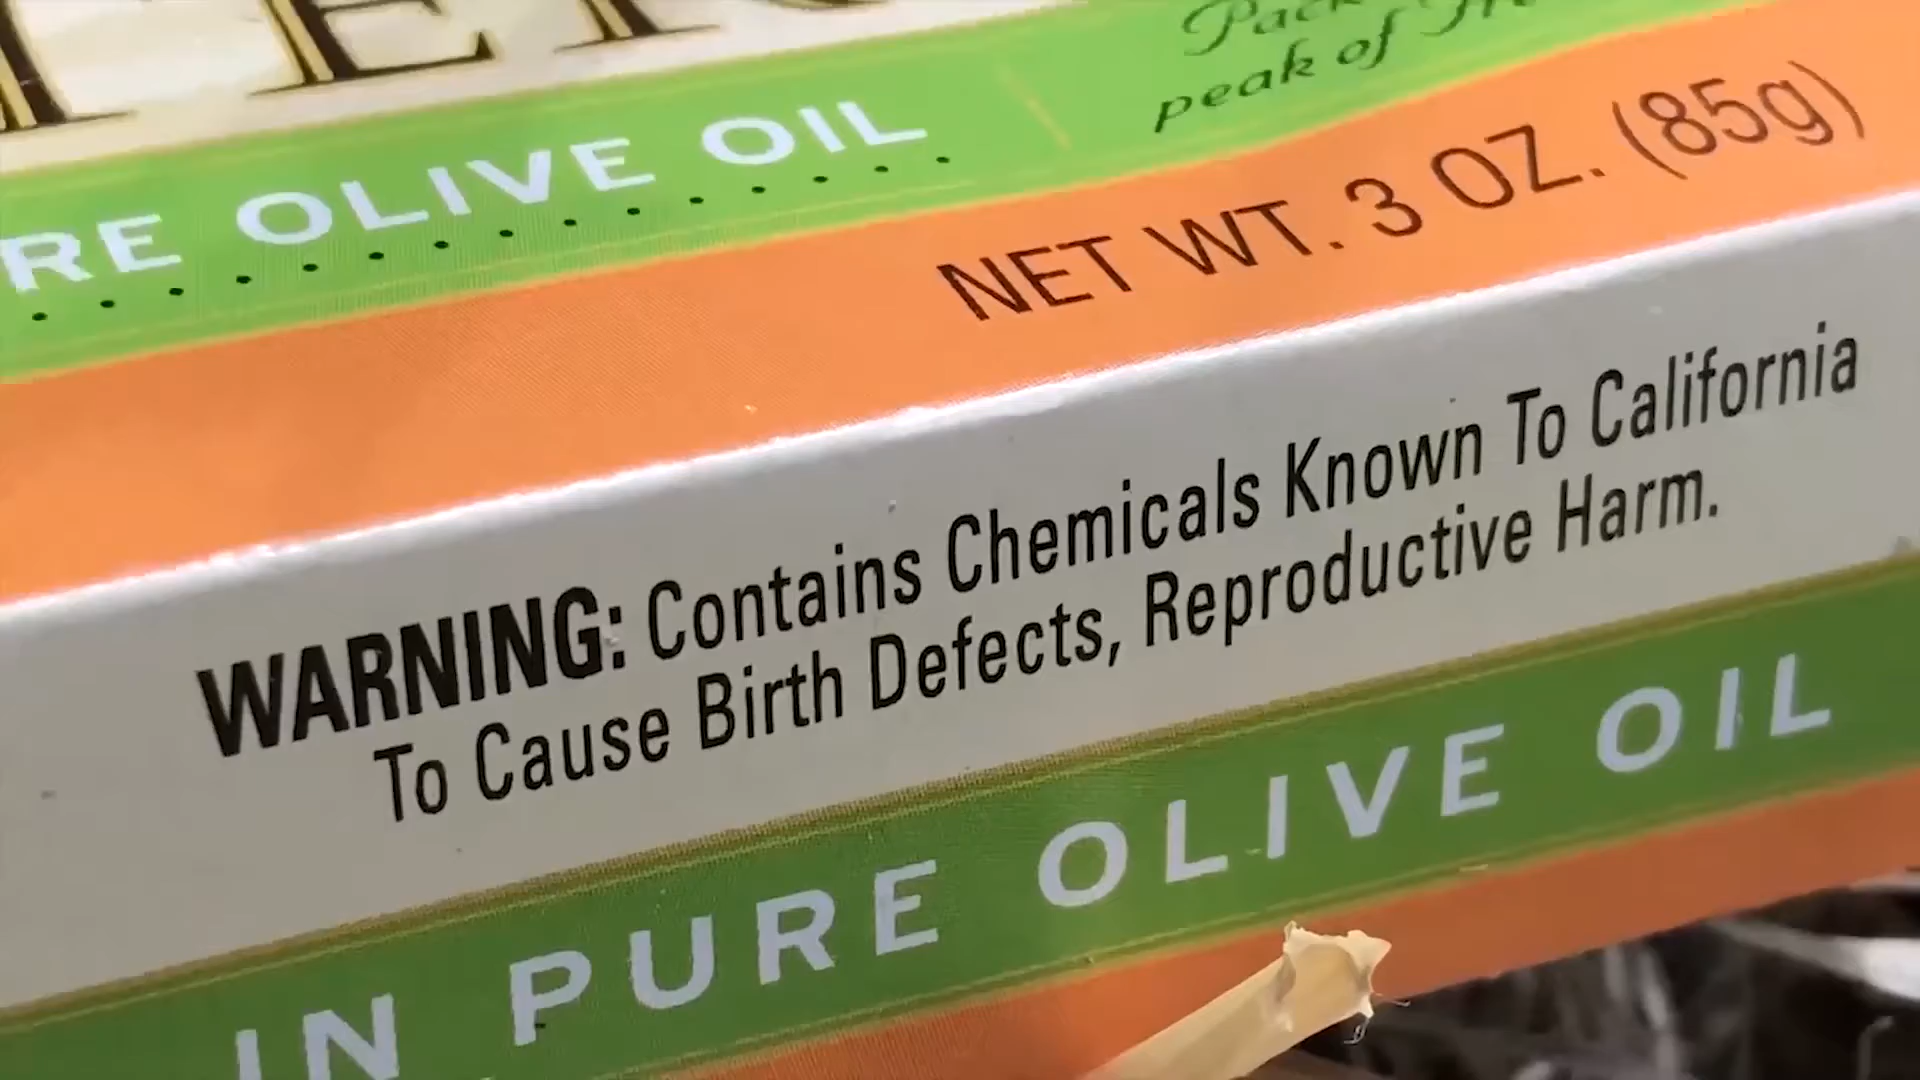 RE OLIVE OIL
peak of
NET WT. 3 OZ. (85g)
WARNING: Contains Chemicals Known To California
To Cause Birth Defects, Reproductive Harm.
IN PURE OLIVE OIL